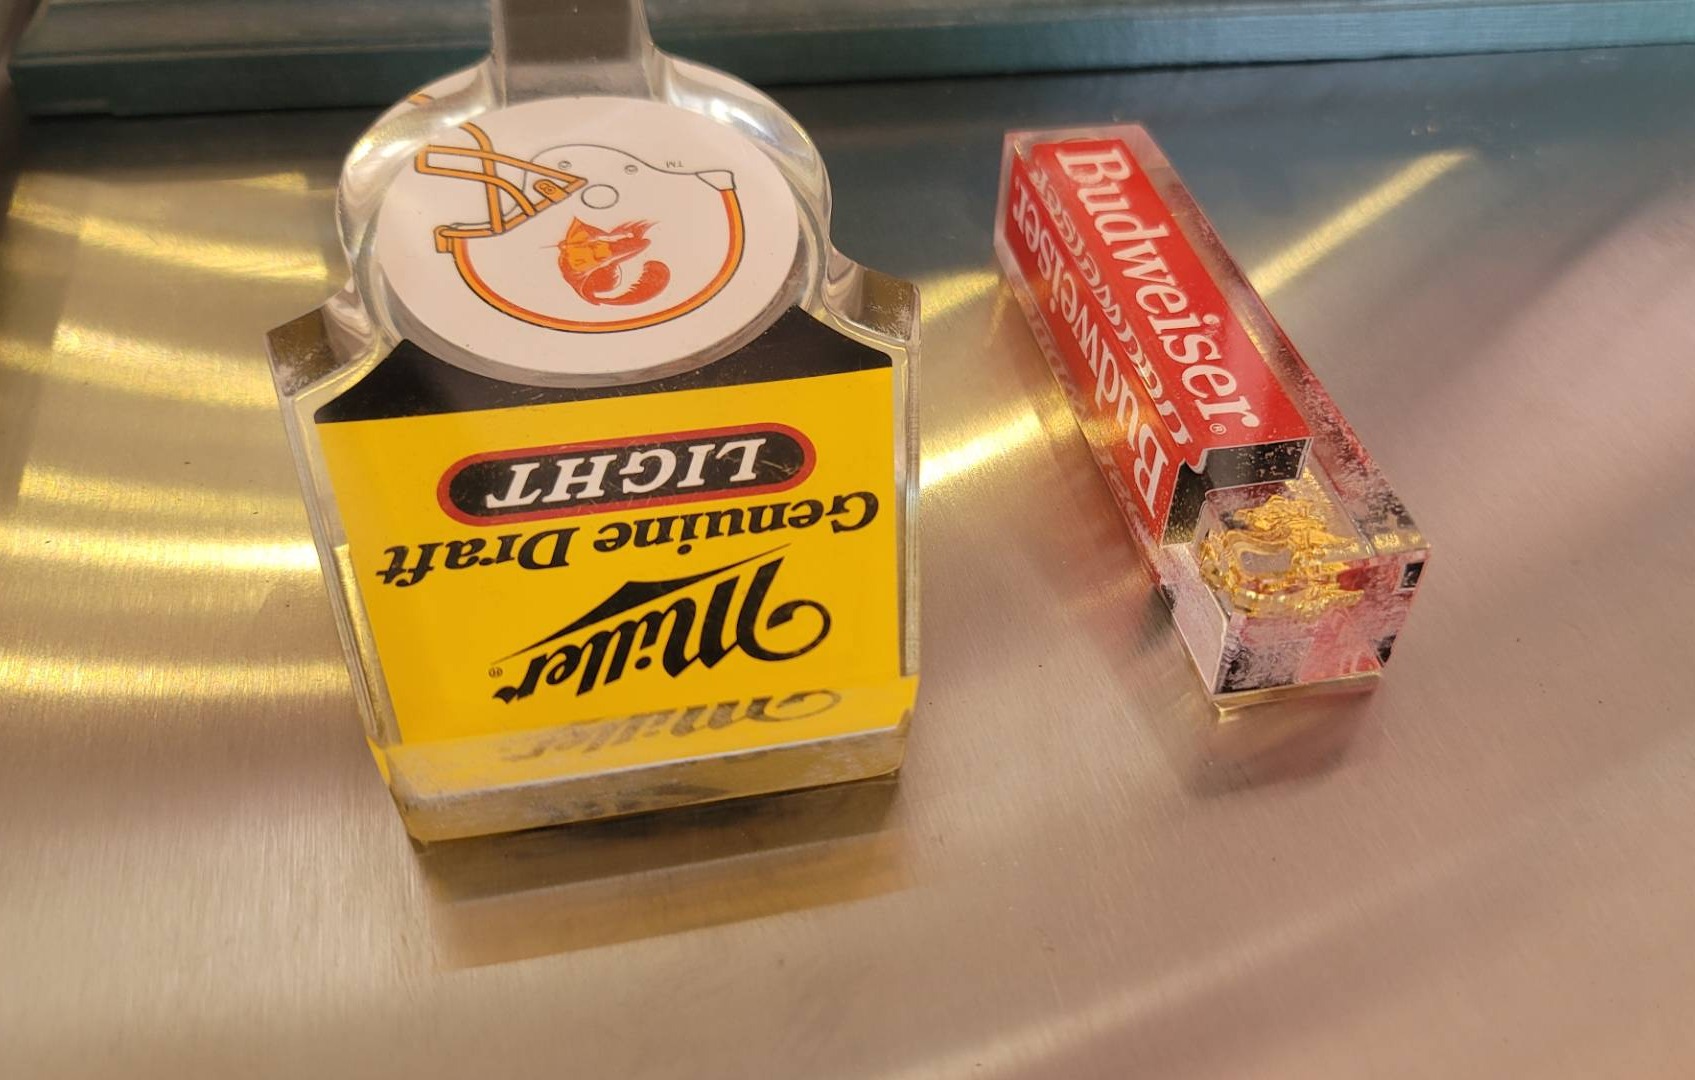 Miller®
Genuine Draft
LIGHT
TM
Budweiser®
Budweiser